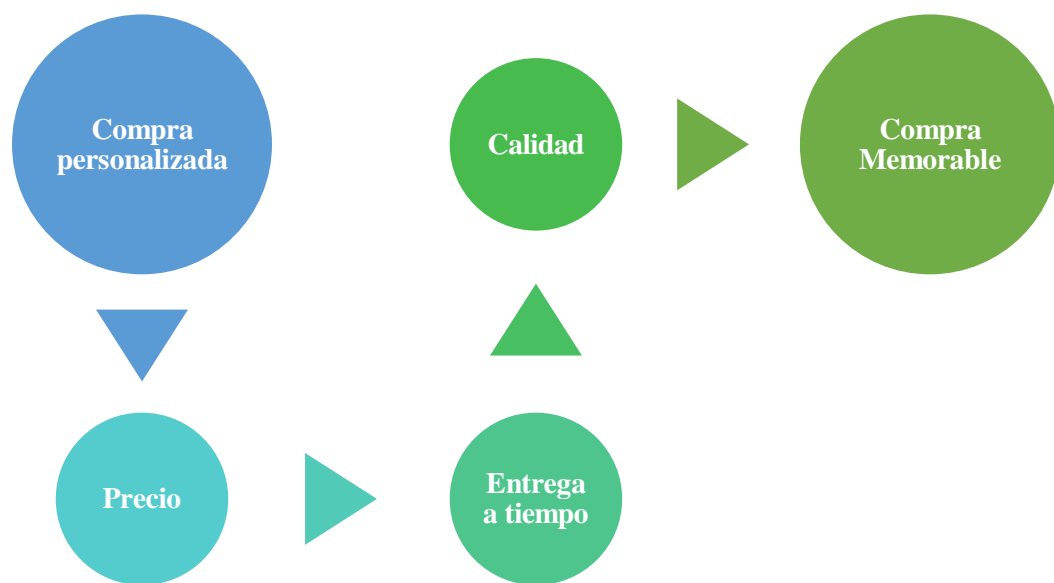 Compra
personalizada
Precio
Entrega
a tiempo
Calidad
Compra
Memorable